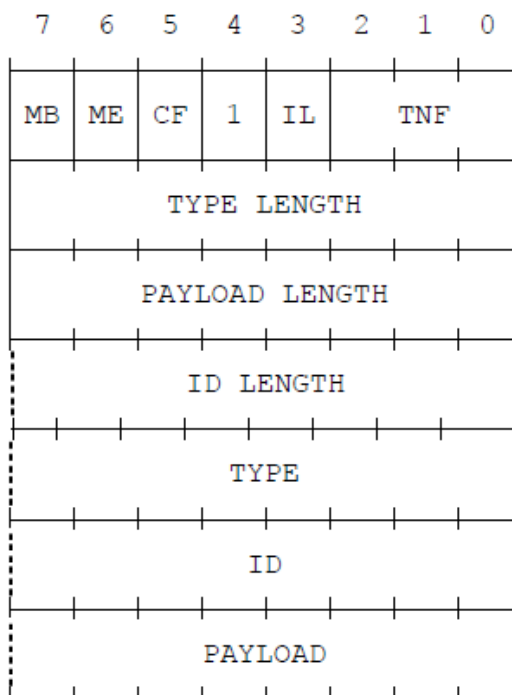 7 6 5 4 3 2 1 0
MB ME CF 1 IL TNF
TYPE LENGTH
PAYLOAD LENGTH
ID LENGTH
TYPE
ID
PAYLOAD